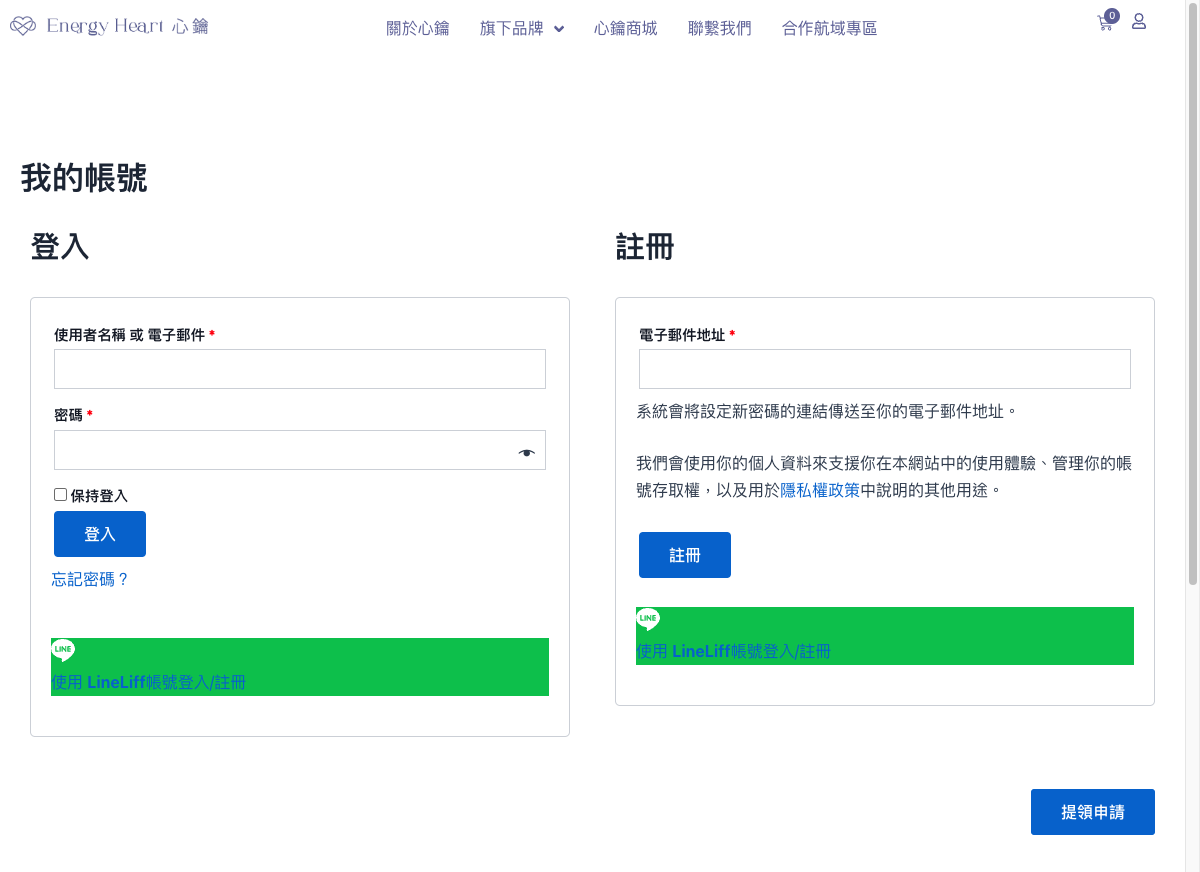 Energy Heart 心鑰
關於心鑰 旗下品牌 心鑰商城 聯繫我們 合作航域專區
0
我的帳號
登入
使用者名稱 或 電子郵件 *
密碼 *
保持登入
登入
忘記密碼？
LINE
使用 LineLiff帳號登入/註冊
註冊
電子郵件地址 *
系統會將設定新密碼的連結傳送至你的電子郵件地址。
我們會使用你的個人資料來支援你在本網站中的使用體驗、管理你的帳
號存取權，以及用於隱私權政策中說明的其他用途。
註冊
LINE
使用 LineLiff帳號登入/註冊
提領申請